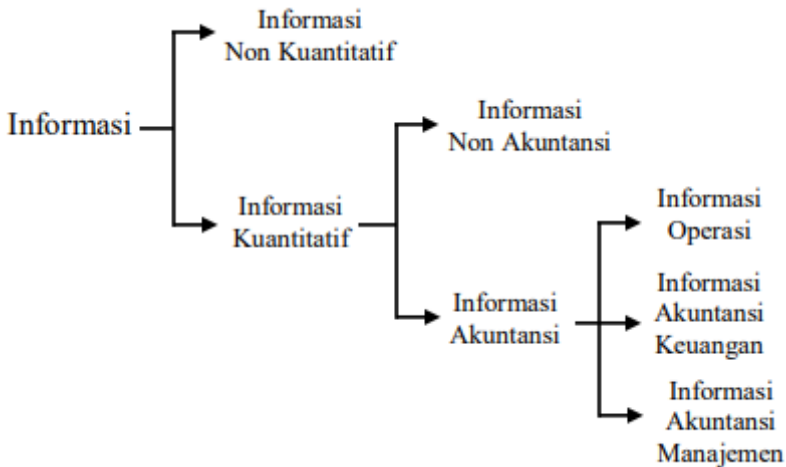 Informasi
Informasi
Non Kuantitatif
Informasi
Kuantitatif
Informasi
Non Akuntansi
Informasi
Akuntansi
Informasi
Operasi
Informasi
Akuntansi
Keuangan
Informasi
Akuntansi
Manajemen